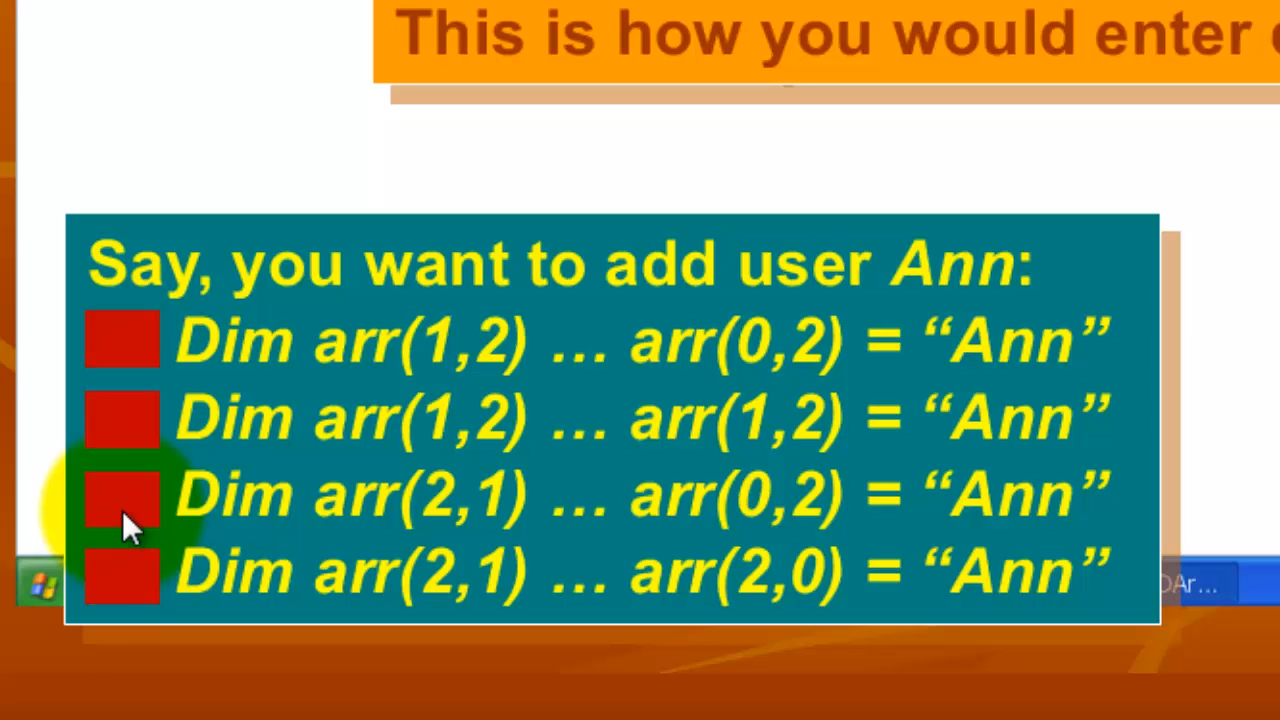 This is how you would enter
Say, you want to add user Ann:
Dim arr(1,2) … arr(0,2) = “Ann”
Dim arr(1,2) … arr(1,2) = “Ann”
Dim arr(2,1) … arr(0,2) = “Ann”
Dim arr(2,1) … arr(2,0) = “Ann”
DAr...